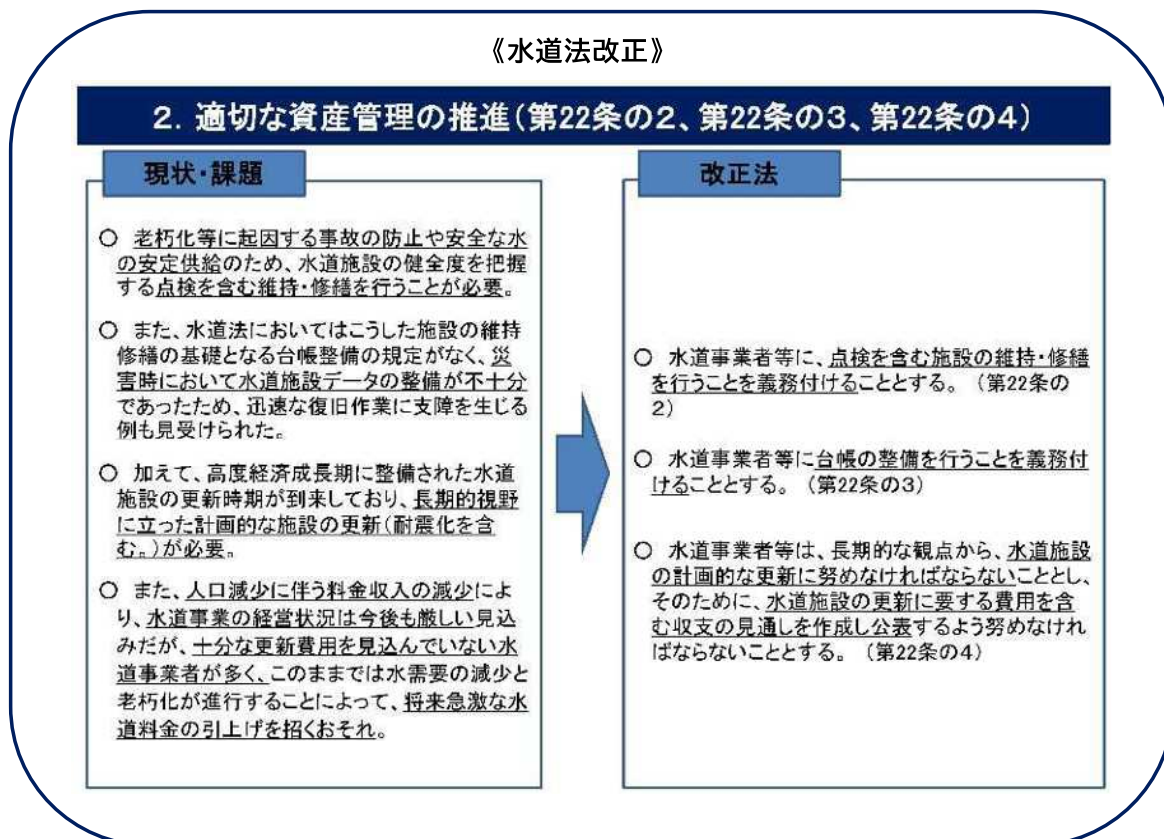 《水道法改正》
2．適切な資産管理の推進(第22条の2、第22条の3、第22条の4)
現状・課題
○ 老朽化等に起因する事故の防止や安全な水
の安定供給のため、水道施設の健全度を把握
する点検を含む維持・修繕を行うことが必要。
○ また、水道法においてはこうした施設の維持
修繕の基礎となる台帳整備の規定がなく、災
害時において水道施設データの整備が不十分
であったため、迅速な復旧作業に支障を生じる
例も見受けられた。
○ 加えて、高度経済成長期に整備された水道
施設の更新時期が到来しており、長期的視野
に立った計画的な施設の更新(耐震化を含
む。)が必要。
○ また、人口減少に伴う料金収入の減少によ
り、水道事業の経営状況は今後も厳しい見込
みだが、十分な更新費用を見込んでいない水
道事業者が多く、このままでは水需要の減少と
老朽化が進行することによって、将来急激な水
道料金の引上げを招くおそれ。
改正法
○ 水道事業者等に、点検を含む施設の維持・修繕
を行うことを義務付けることとする。（第22条の
2）
○ 水道事業者等に台帳の整備を行うことを義務付
けることとする。（第22条の3）
○ 水道事業者等は、長期的な観点から、水道施設
の計画的な更新に努めなければならないこととし、
そのために、水道施設の更新に要する費用を含
む収支の見通しを作成し公表するよう努めなけれ
ばならないこととする。（第22条の4）